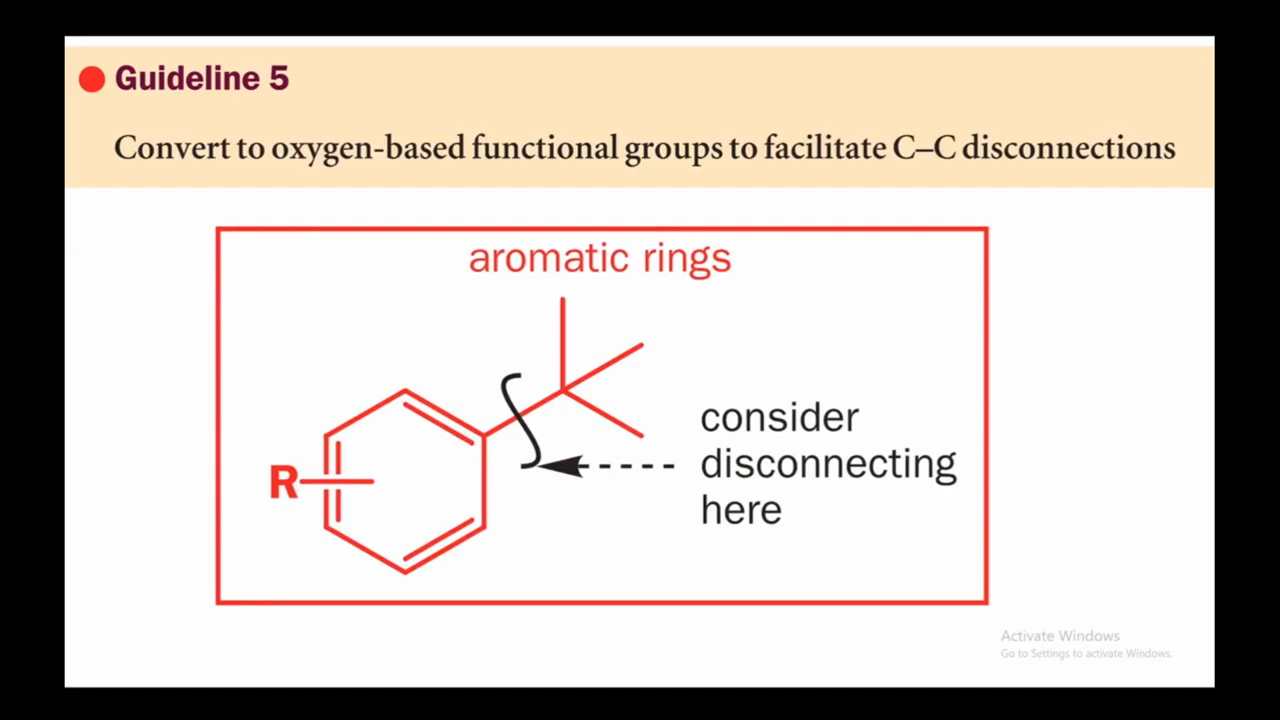 Guideline 5
Convert to oxygen-based functional groups to facilitate C–C disconnections
aromatic rings
R
consider
disconnecting
here
Activate Windows
Go to Settings to activate Windows.